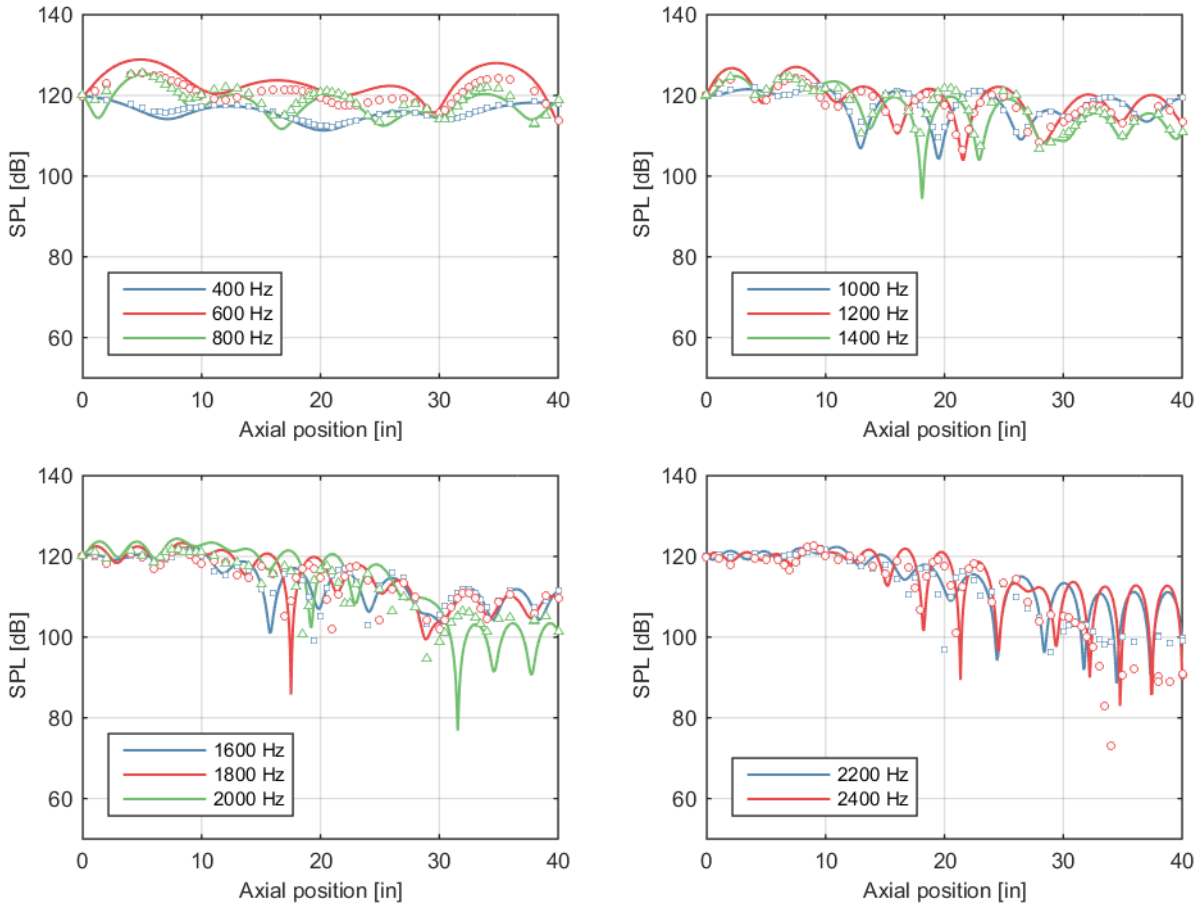 140
120
100
80
60
SPL [dB]
400 Hz
600 Hz
800 Hz
0 10 20 30 40
Axial position [in]
140
120
100
80
60
SPL [dB]
1000 Hz
1200 Hz
1400 Hz
0 10 20 30 40
Axial position [in]
140
120
100
80
60
SPL [dB]
1600 Hz
1800 Hz
2000 Hz
0 10 20 30 40
Axial position [in]
140
120
100
80
60
SPL [dB]
2200 Hz
2400 Hz
0 10 20 30 40
Axial position [in]